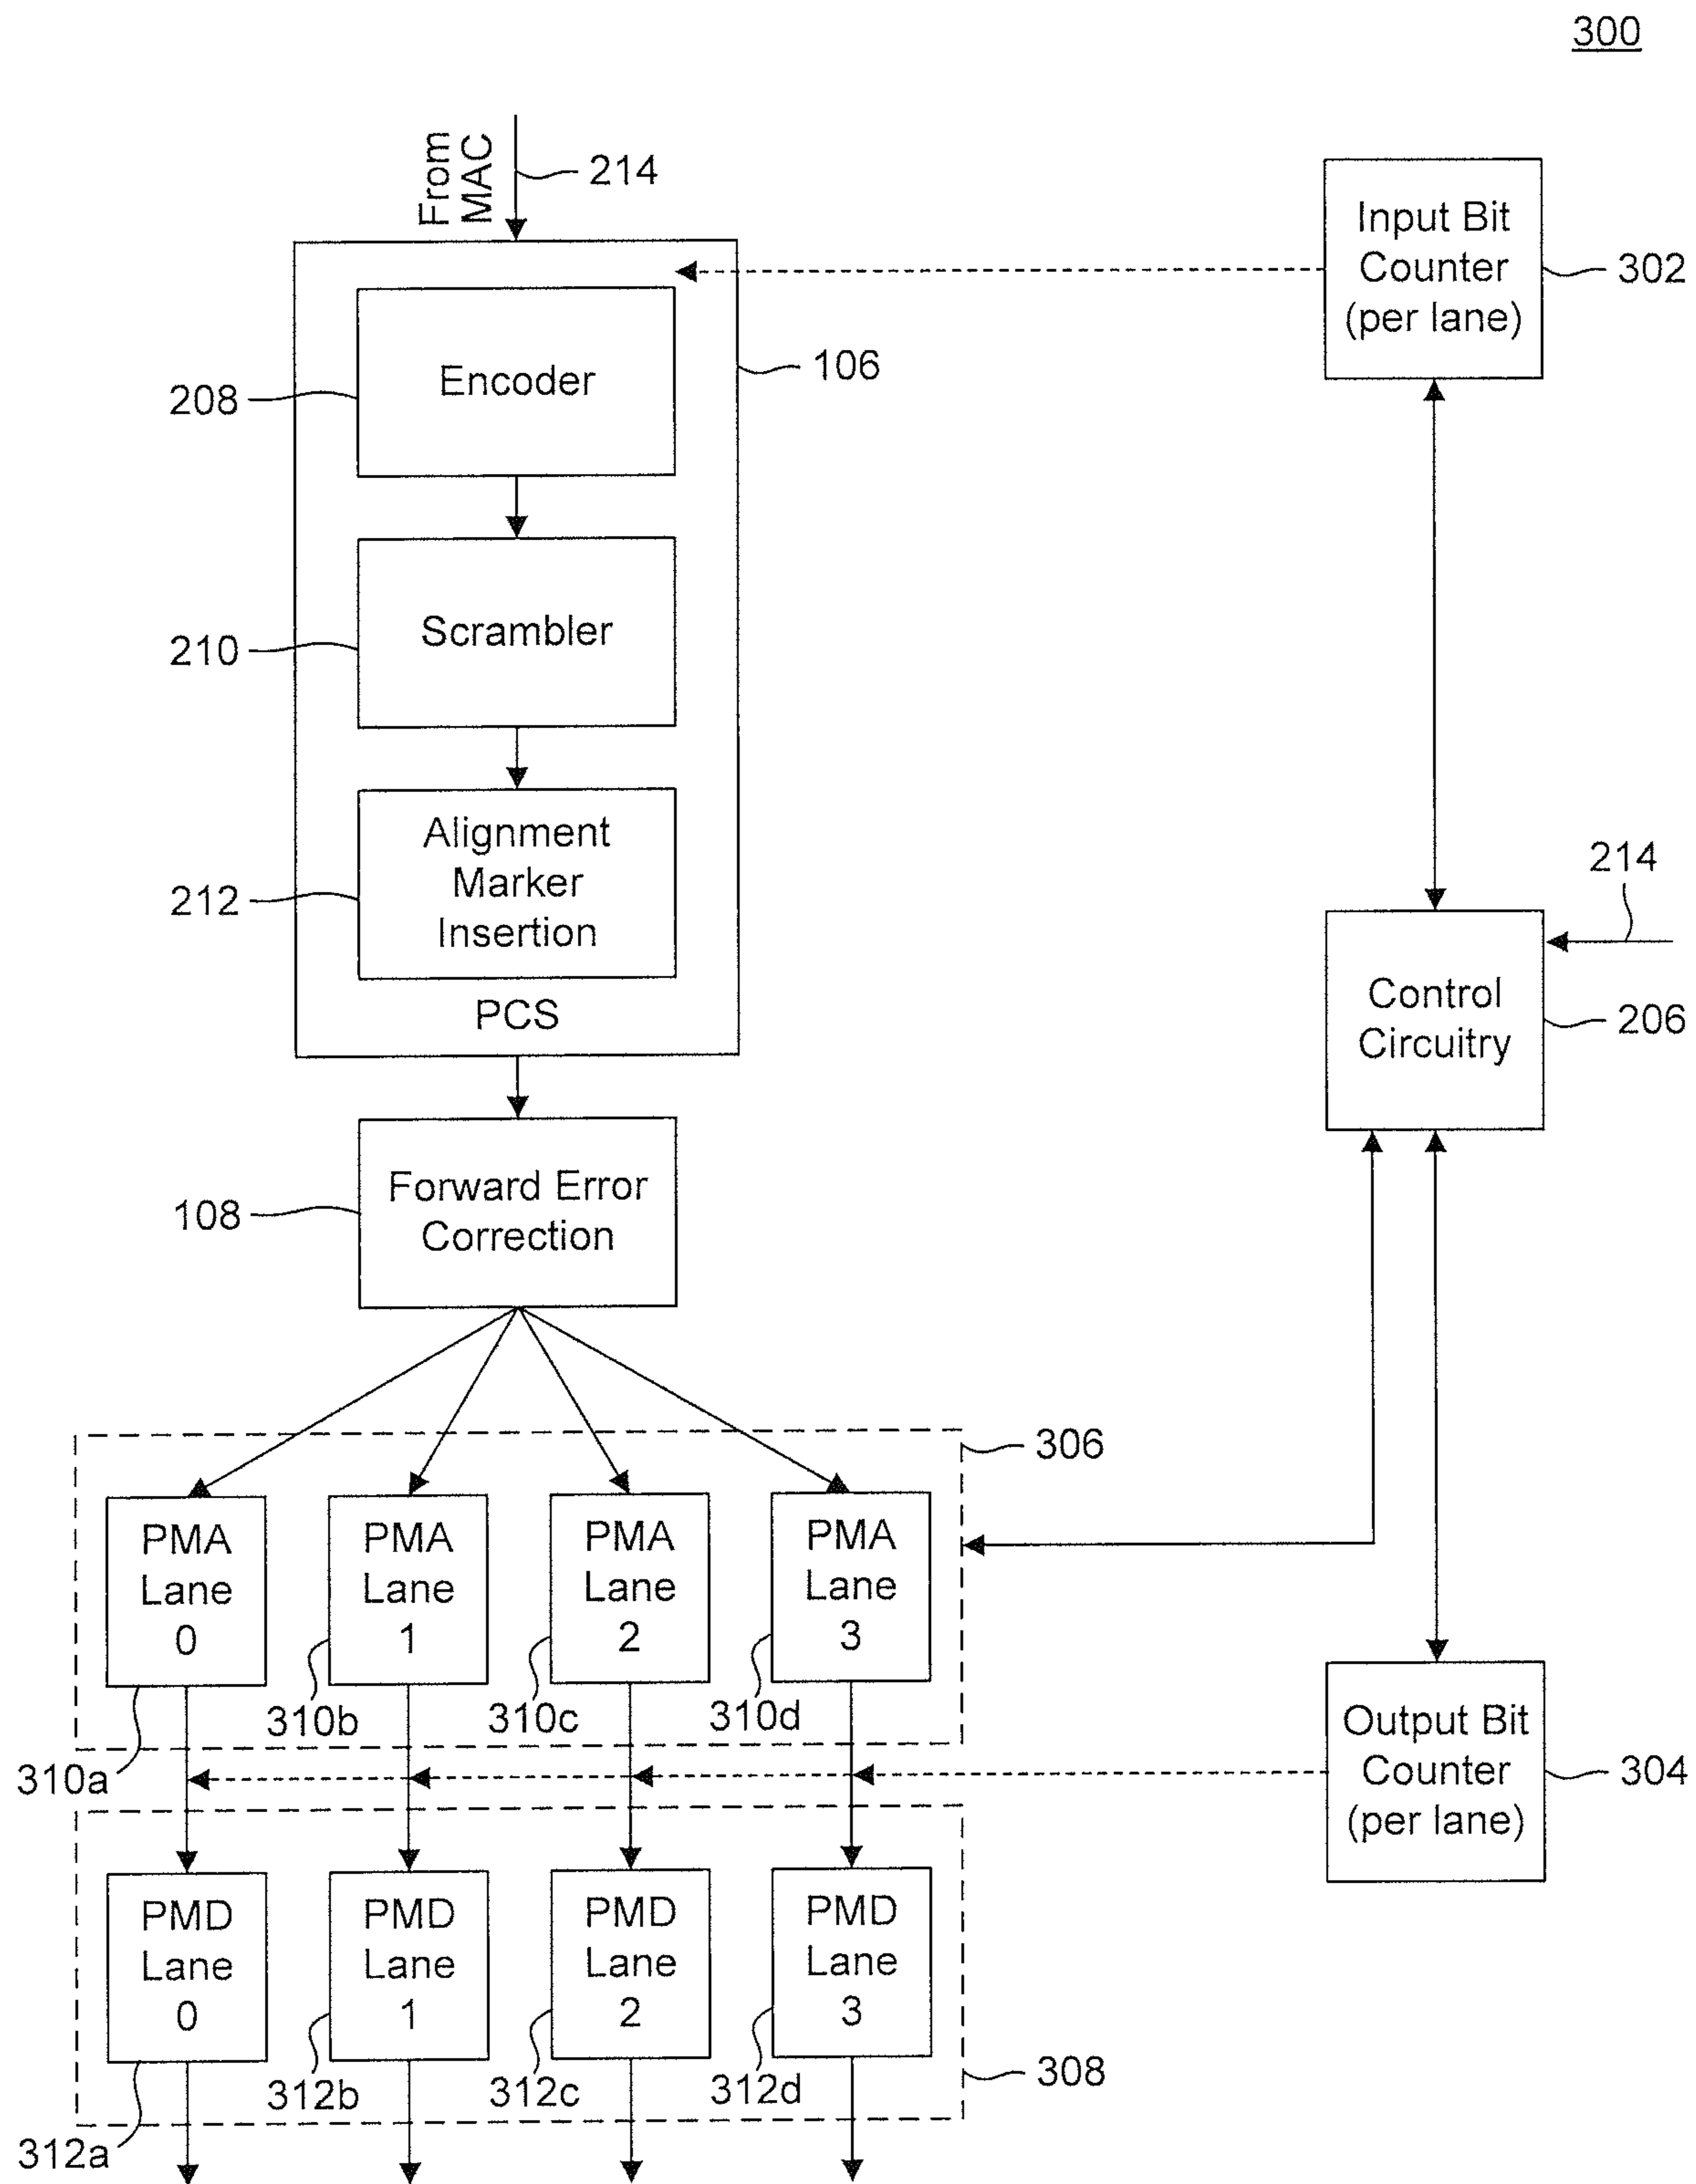 300
From
MAC
214
Input Bit
Counter
(per lane)
302
106
Encoder
208
Scrambler
210
Alignment
Marker
Insertion
212
PCS
214
Control
Circuitry
206
Forward Error
Correction
108
306
PMA
Lane
0
PMA
Lane
1
PMA
Lane
2
PMA
Lane
3
310a
310b
310c
310d
Output Bit
Counter
(per lane)
304
PMD
Lane
0
PMD
Lane
1
PMD
Lane
2
PMD
Lane
3
312a
312b
312c
312d
308